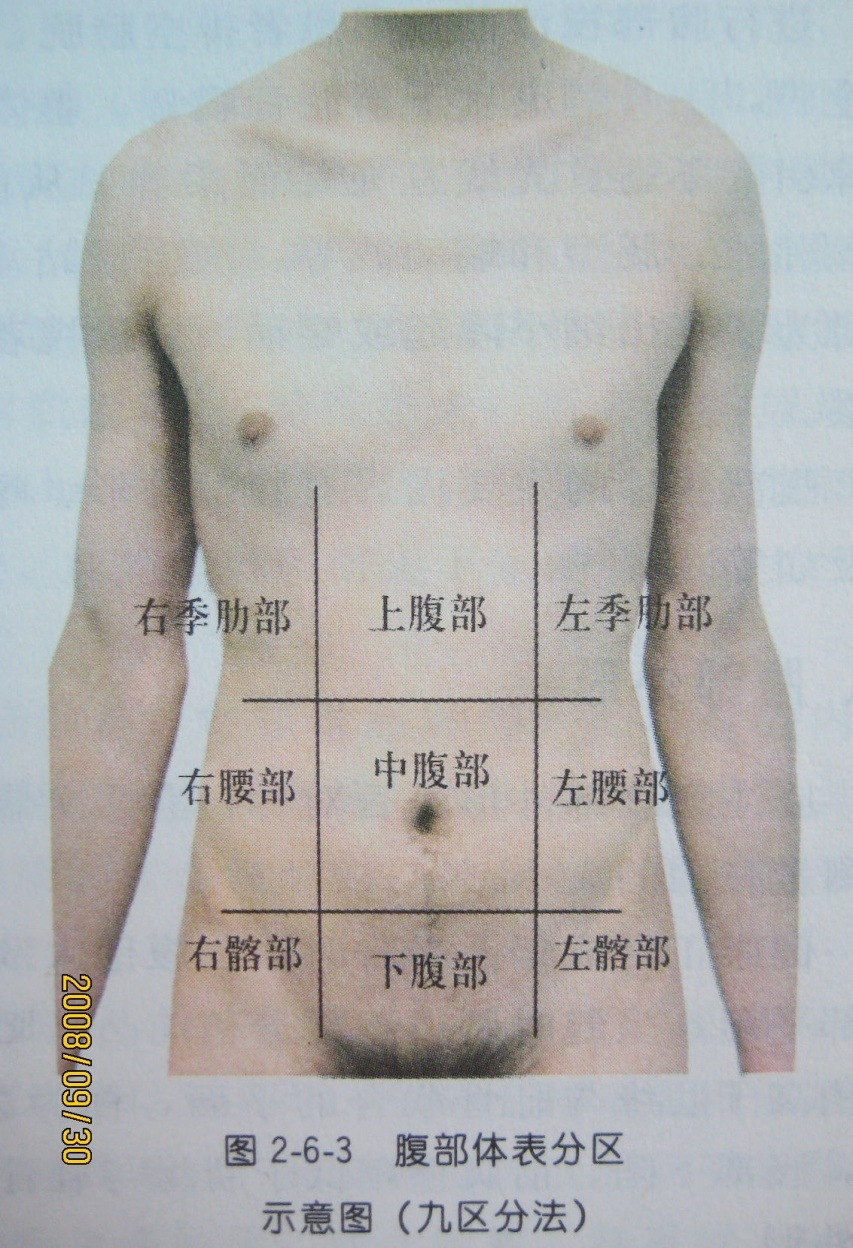 右季肋部 上腹部 左季肋部
右腰部 中腹部 左腰部
右髂部 下腹部 左髂部
2008/09/30
图 2-6-3 腹部体表分区
示意图（九区分法）